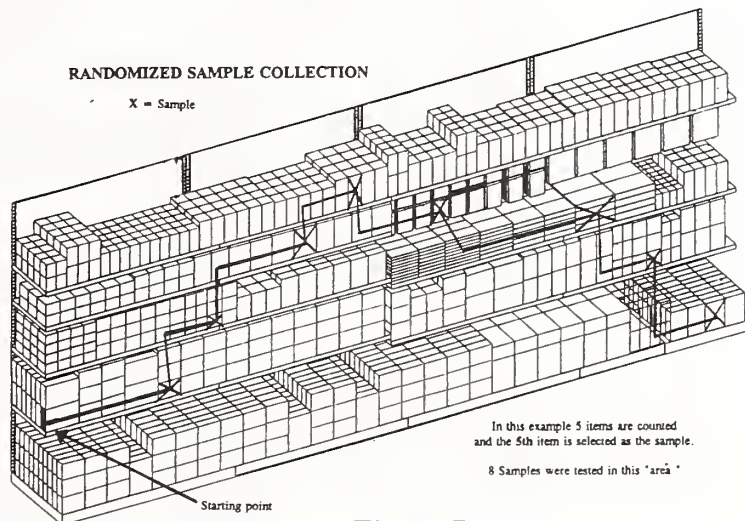 RANDOMIZED SAMPLE COLLECTION
X = Sample
In this example 5 items are counted
and the 5th item is selected as the sample.
8 Samples were tested in this "area "
Starting point